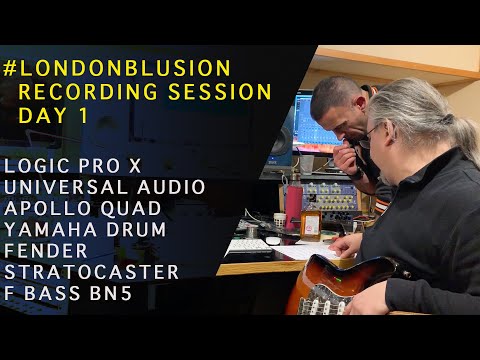 #LONDONBLUSION
RECORDING SESSION
DAY 1
LOGIC PRO X
UNIVERSAL AUDIO
APOLLO QUAD
YAMAHA DRUM
FENDER
STRATOCASTER
F BASS BN5